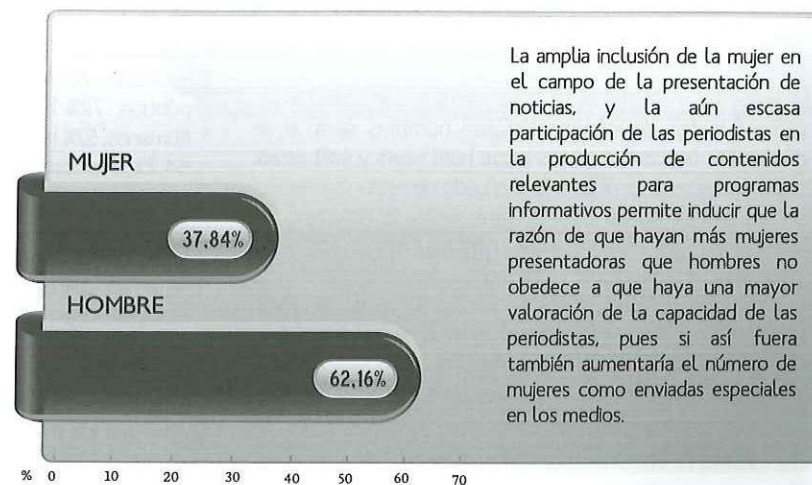 La amplia inclusión de la mujer en
el campo de la presentación de
noticias, y la aún escasa
participación de las periodistas en
la producción de contenidos
relevantes para programas
informativos permite inducir que la
razón de que hayan más mujeres
presentadoras que hombres no
obedece a que haya una mayor
valoración de la capacidad de las
periodistas, pues si así fuera
también aumentaría el número de
mujeres como enviadas especiales
en los medios.
MUJER
37,84%
HOMBRE
62,16%
% 0 10 20 30 40 50 60 70